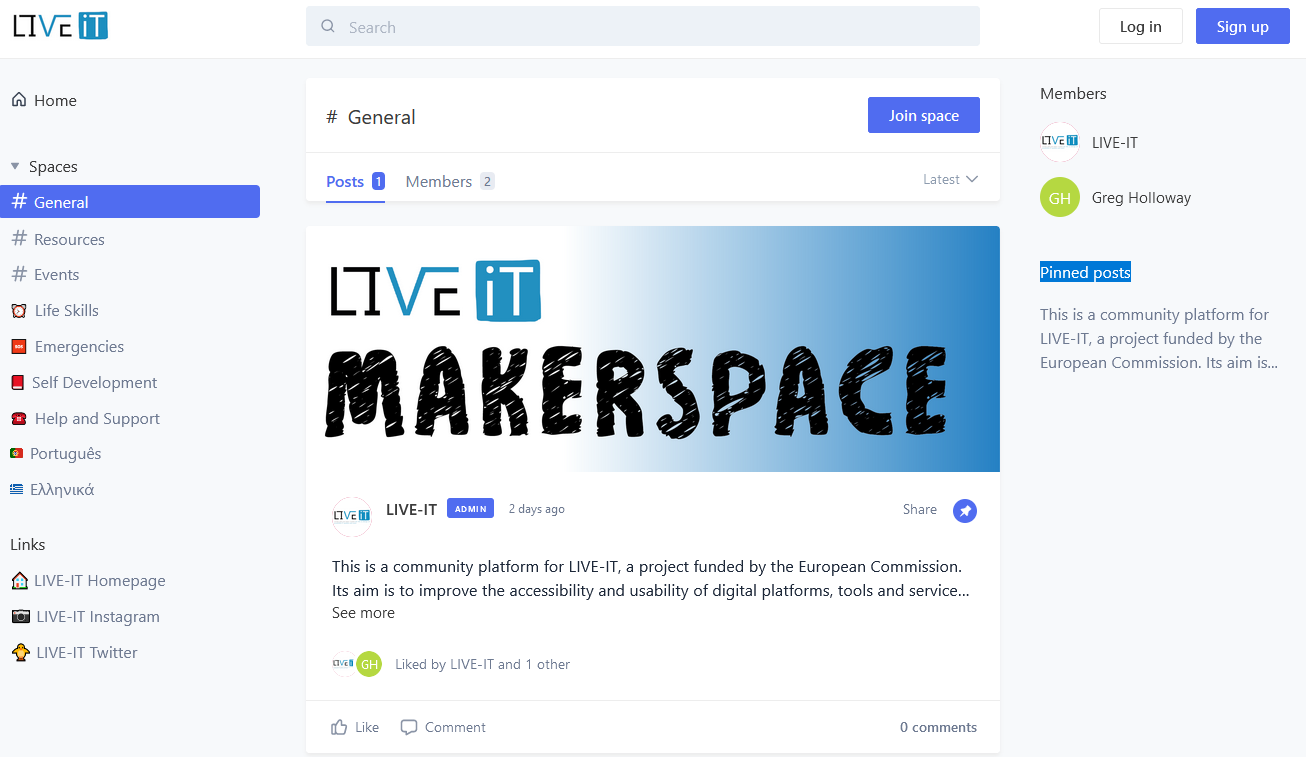 LIVE iT
Search
Log in
Sign up
Home
Spaces
# General
# Resources
# Events
Life Skills
Emergencies
Self Development
Help and Support
Português
Ελληνικά
Links
LIVE-IT Homepage
LIVE-IT Instagram
LIVE-IT Twitter
# General
Join space
Posts 1
Members 2
Latest
LIVE iT
MAKERSPACE
LIVE iT
LIVE-IT ADMIN 2 days ago
Share
This is a community platform for LIVE-IT, a project funded by the European Commission.
Its aim is to improve the accessibility and usability of digital platforms, tools and service...
See more
LIVE iT GH Liked by LIVE-IT and 1 other
Like
Comment
0 comments
Members
LIVE iT LIVE-IT
GH Greg Holloway
Pinned posts
This is a community platform for
LIVE-IT, a project funded by the
European Commission. Its aim is...